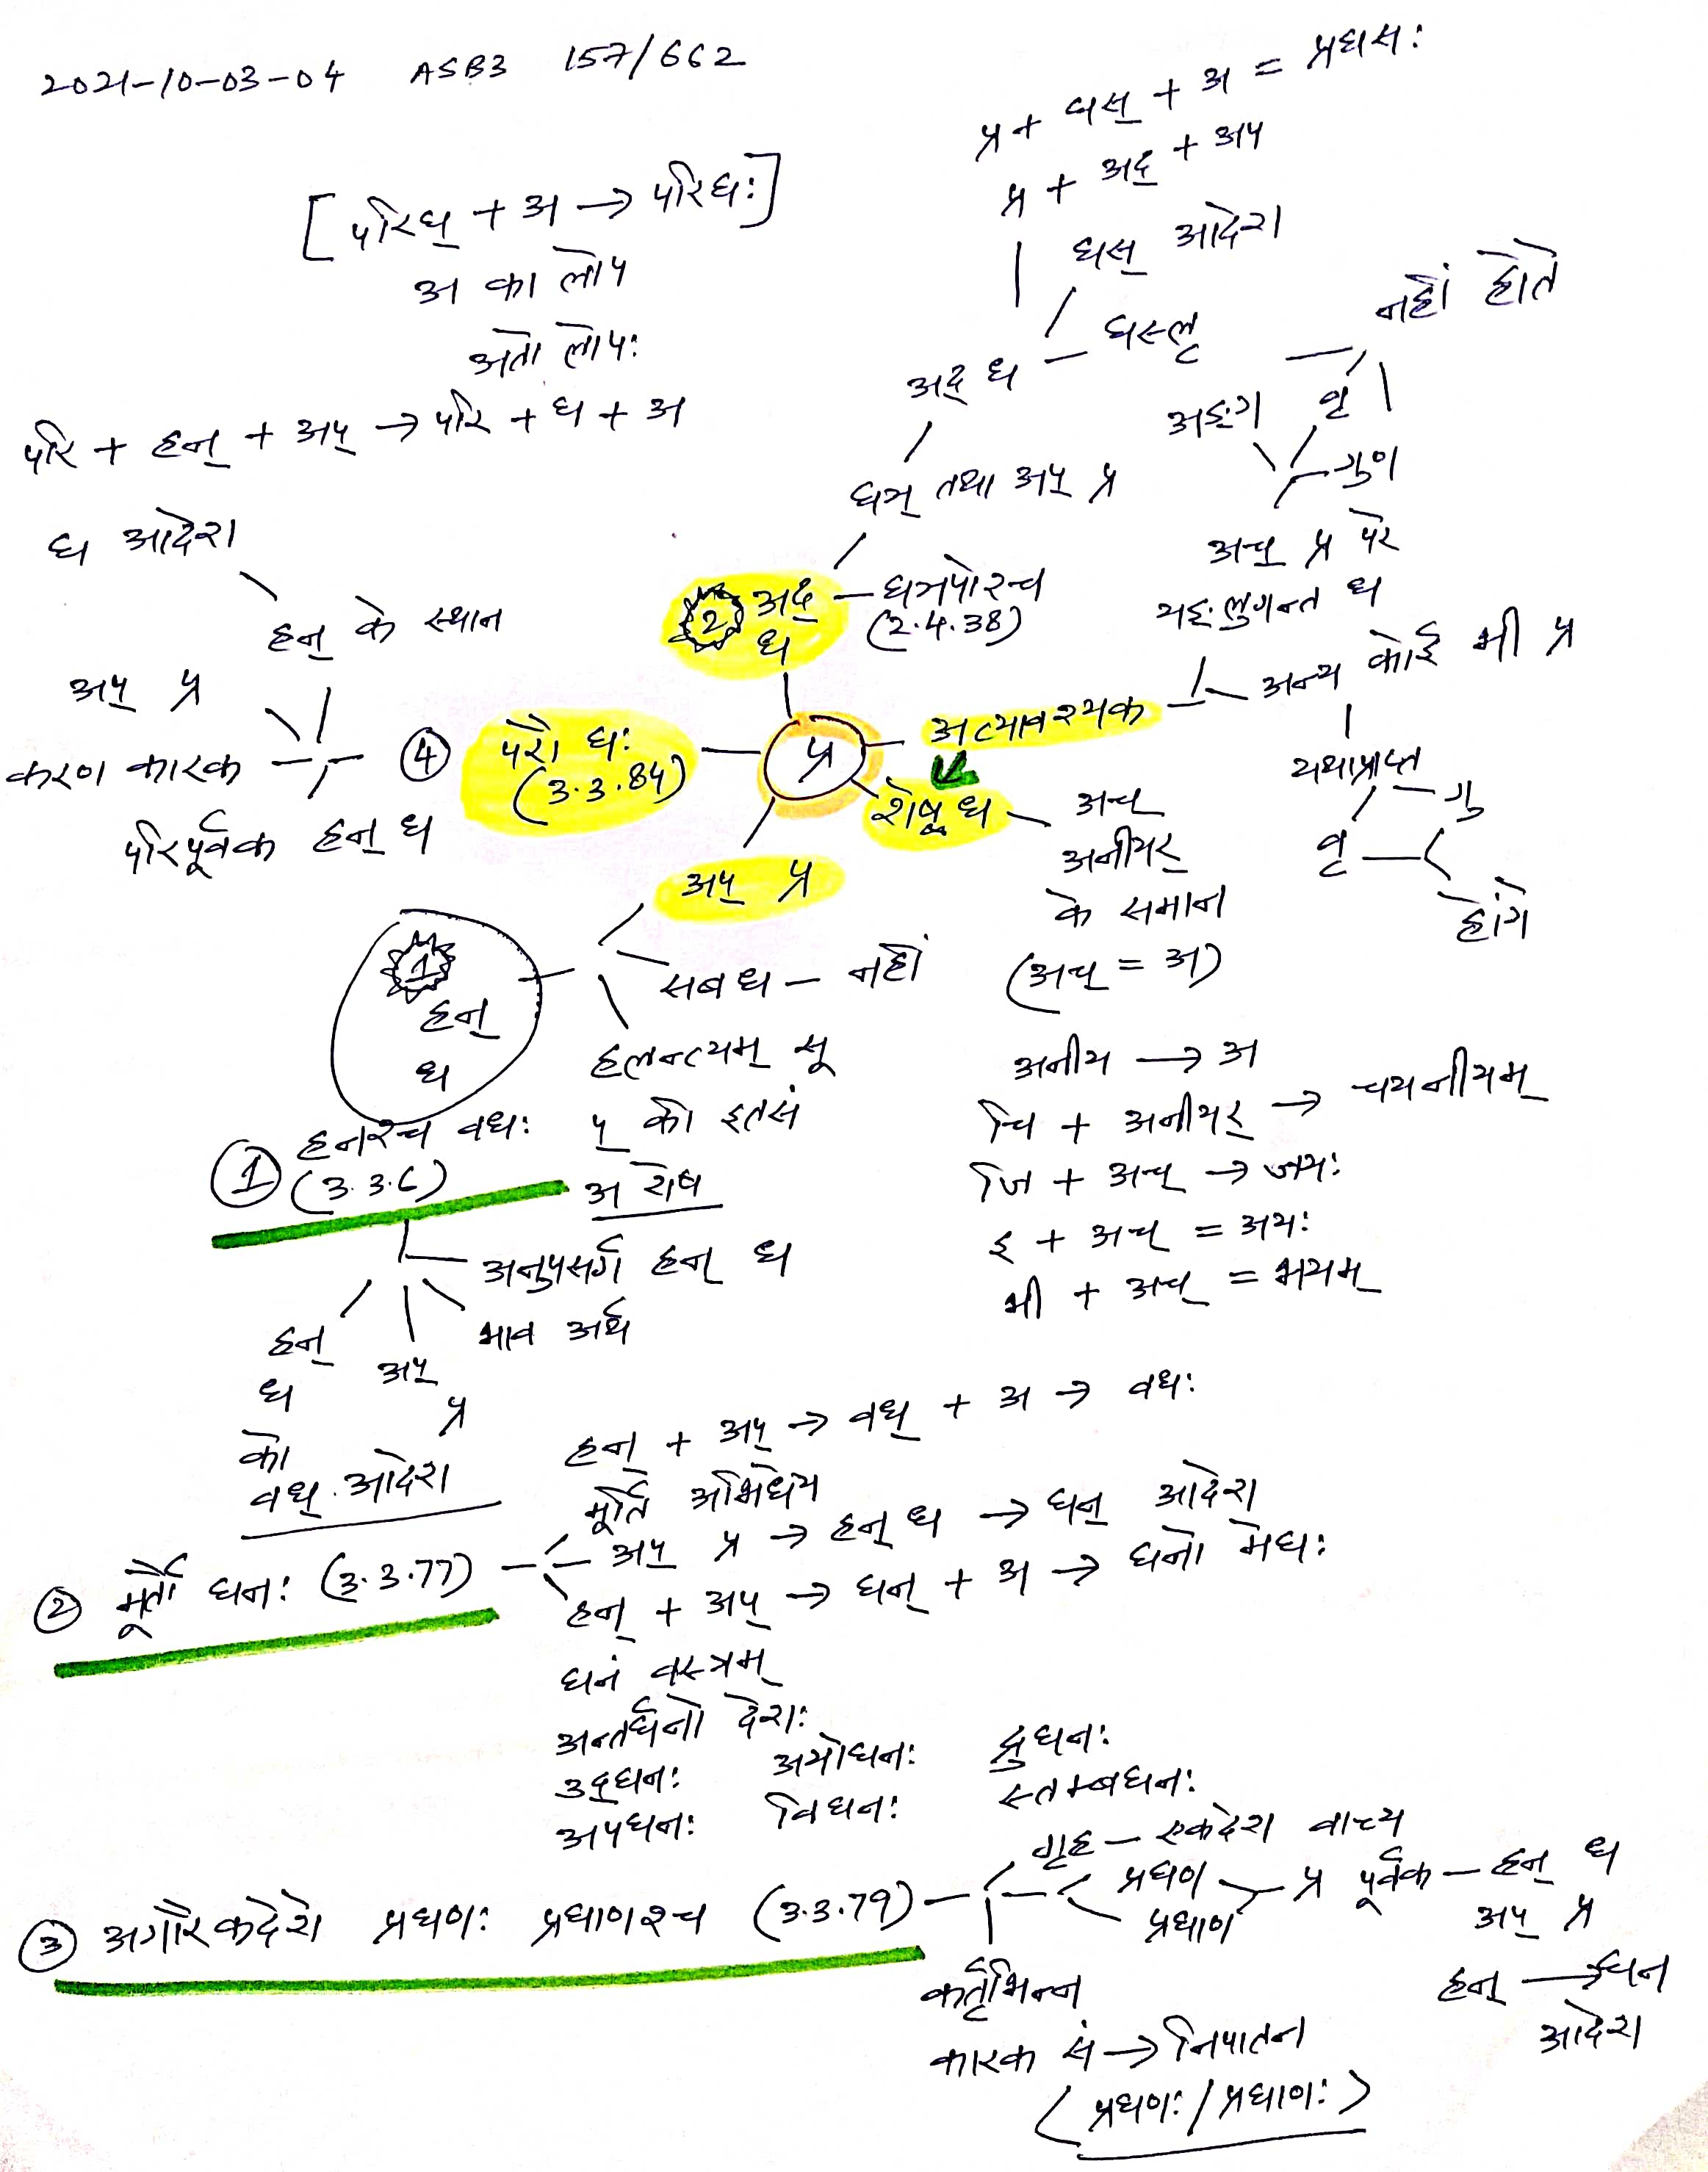 2021-10-03-04 ASB3 157/662
प्र + घस् + अ = प्रघसः
प्र + अद् + अप
घस् आदेश
घस्लृ
अद् ध
घञ् तथा अप् प्र
[परिघ् + अ → परिघः]
अ का लोप
अतो लोपः
परि + हन् + अप् → परि + घ + अ
घ आदेश
हन् के स्थान
अप् प्र
करण कारक
परिपूर्वक हन् ध
④ परौ घः
(3.3.84)
2 अद्
ध
घञपोश्च
(2.4.38)
प्र
नहीं होते
अङ्ग
वृ
गुण
अच् प्र परे
यङ्लुगन्त ध
अत्यावश्यक
अन्य कोई भी प्र
यथाप्राप्त
गु
वृ
होंगे
शेष ध
अच्
अनीयर्
के समान
(अच् = अ)
अनीय → अ
चि + अनीयर् → चयनीयम्
जि + अच् → जयः
इ + अच् = अयः
भी + अच् = भयम्
अप् प्र
सब ध — नहीं
हलन्त्यम् सू
प् की इत्सं
अ शेष
1
हन्
ध
① हनश्च वधः
(3.3.6)
अनुपसर्ग हन् ध
भाव अर्थ
अप्
प्र
हन्
ध
को
वध् आदेश
हन् + अप् → वध् + अ → वधः
② मूर्तौ घनः (3.3.77)
मूर्ति अभिधेय
अप् प्र → हन् ध → घन् आदेश
हन् + अप् → घन् + अ → घनो मेघः
घनं वस्त्रम्
अन्तर्घनो देशः
उद्घनः अयोघनः द्रुघनः
अपघनः विघनः स्तम्बघनः
③ अगारैकदेशे प्रघणः प्रघाणश्च (3.3.79)
गृह — एकदेश वाच्य
प्रघण
प्रघाण
प्र पूर्वक — हन् ध
अप् प्र
हन् → घन
आदेश
कर्तृभिन्न
कारक सं → निपातन
<प्रघणः / प्रघाणः>